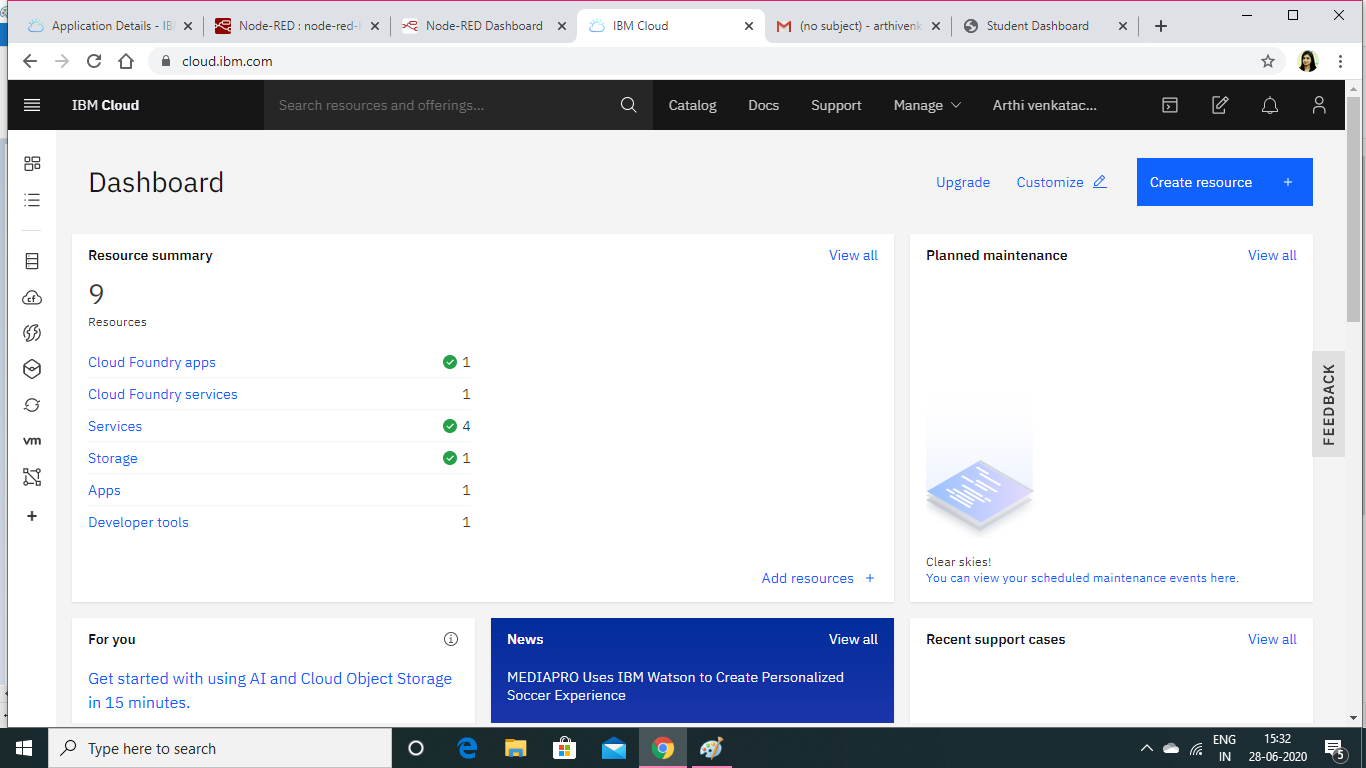 Application Details - IB
Node-RED : node-red-
Node-RED Dashboard
IBM Cloud
(no subject) - arthivenk
Student Dashboard
cloud.ibm.com
IBM Cloud
Search resources and offerings...
Catalog
Docs
Support
Manage
Arthi venkatac...
Dashboard
Upgrade
Customize
Create resource +
Resource summary
View all
9
Resources
Cloud Foundry apps 1
Cloud Foundry services 1
Services 4
Storage 1
Apps 1
Developer tools 1
Add resources +
Planned maintenance
View all
Clear skies!
You can view your scheduled maintenance events here.
FEEDBACK
vm
For you
Get started with using AI and Cloud Object Storage
in 15 minutes.
News
View all
MEDIAPRO Uses IBM Watson to Create Personalized
Soccer Experience
Recent support cases
View all
Type here to search
ENG
IN
15:32
28-06-2020
5